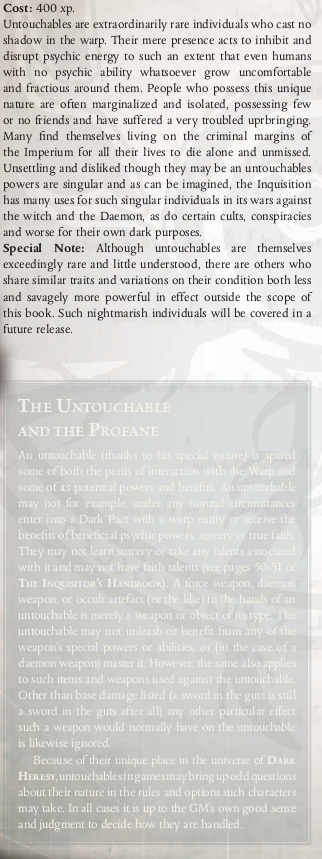 Cost: 400 xp.
Untouchables are extraordinarily rare individuals who cast no
shadow in the warp. Their mere presence acts to inhibit and
disrupt psychic energy to such an extent that even humans
with no psychic ability whatsoever grow uncomfortable
and fractious around them. People who possess this unique
nature are often marginalized and isolated, possessing few
or no friends and have suffered a very troubled upbringing.
Many find themselves living on the criminal margins of
the Imperium for all their lives to die alone and unmissed.
Unsettling and disliked though they may be an untouchables
powers are singular and as can be imagined, the Inquisition
has many uses for such singular individuals in its wars against
the witch and the Daemon, as do certain cults, conspiracies
and worse for their own dark purposes.
Special Note: Although untouchables are themselves
exceedingly rare and little understood, there are others who
share similar traits and variations on their condition both less
and savagely more powerful in effect outside the scope of
this book. Such nightmarish individuals will be covered in a
future release.
The Untouchable
and the Profane
An untouchable (thanks to his special nature) is spared
some of both the perils of interaction with the Warp and
some of its potential powers and benifits. An untouchable
may not for example, under any normal circumstances
enter into a Dark Pact with a warp entity or receive the
benefits of beneficial psychic powers, sorcery or true faith.
They may not learn sorcery or take any talents associated
with it and may not have faith talents (see pages 50-51 of
The Inquisitor's Handbook). A force weapon, daemon
weapon, or occult artefact (or the like) in the hands of an
untouchable is merely a weapon or object of its type. The
untouchable may not unleash or benefit from any of the
weapon's special powers or abilities, or (in the case of a
daemon weapon) master it. However, the same also applies
to such items and weapons used against the untouchable.
Other than base damage listed (a sword in the guts is still
a sword in the guts after all) any other particular effect
such a weapon would normally have on the untouchable
is likewise ignored.
Because of their unique place in the universe of Dark
Heresy, untouchables in games may bring up odd questions
about their nature in the rules and options such characters
may take. In all cases it is up to the GM's own good sense
and judgment to decide how they are handled.